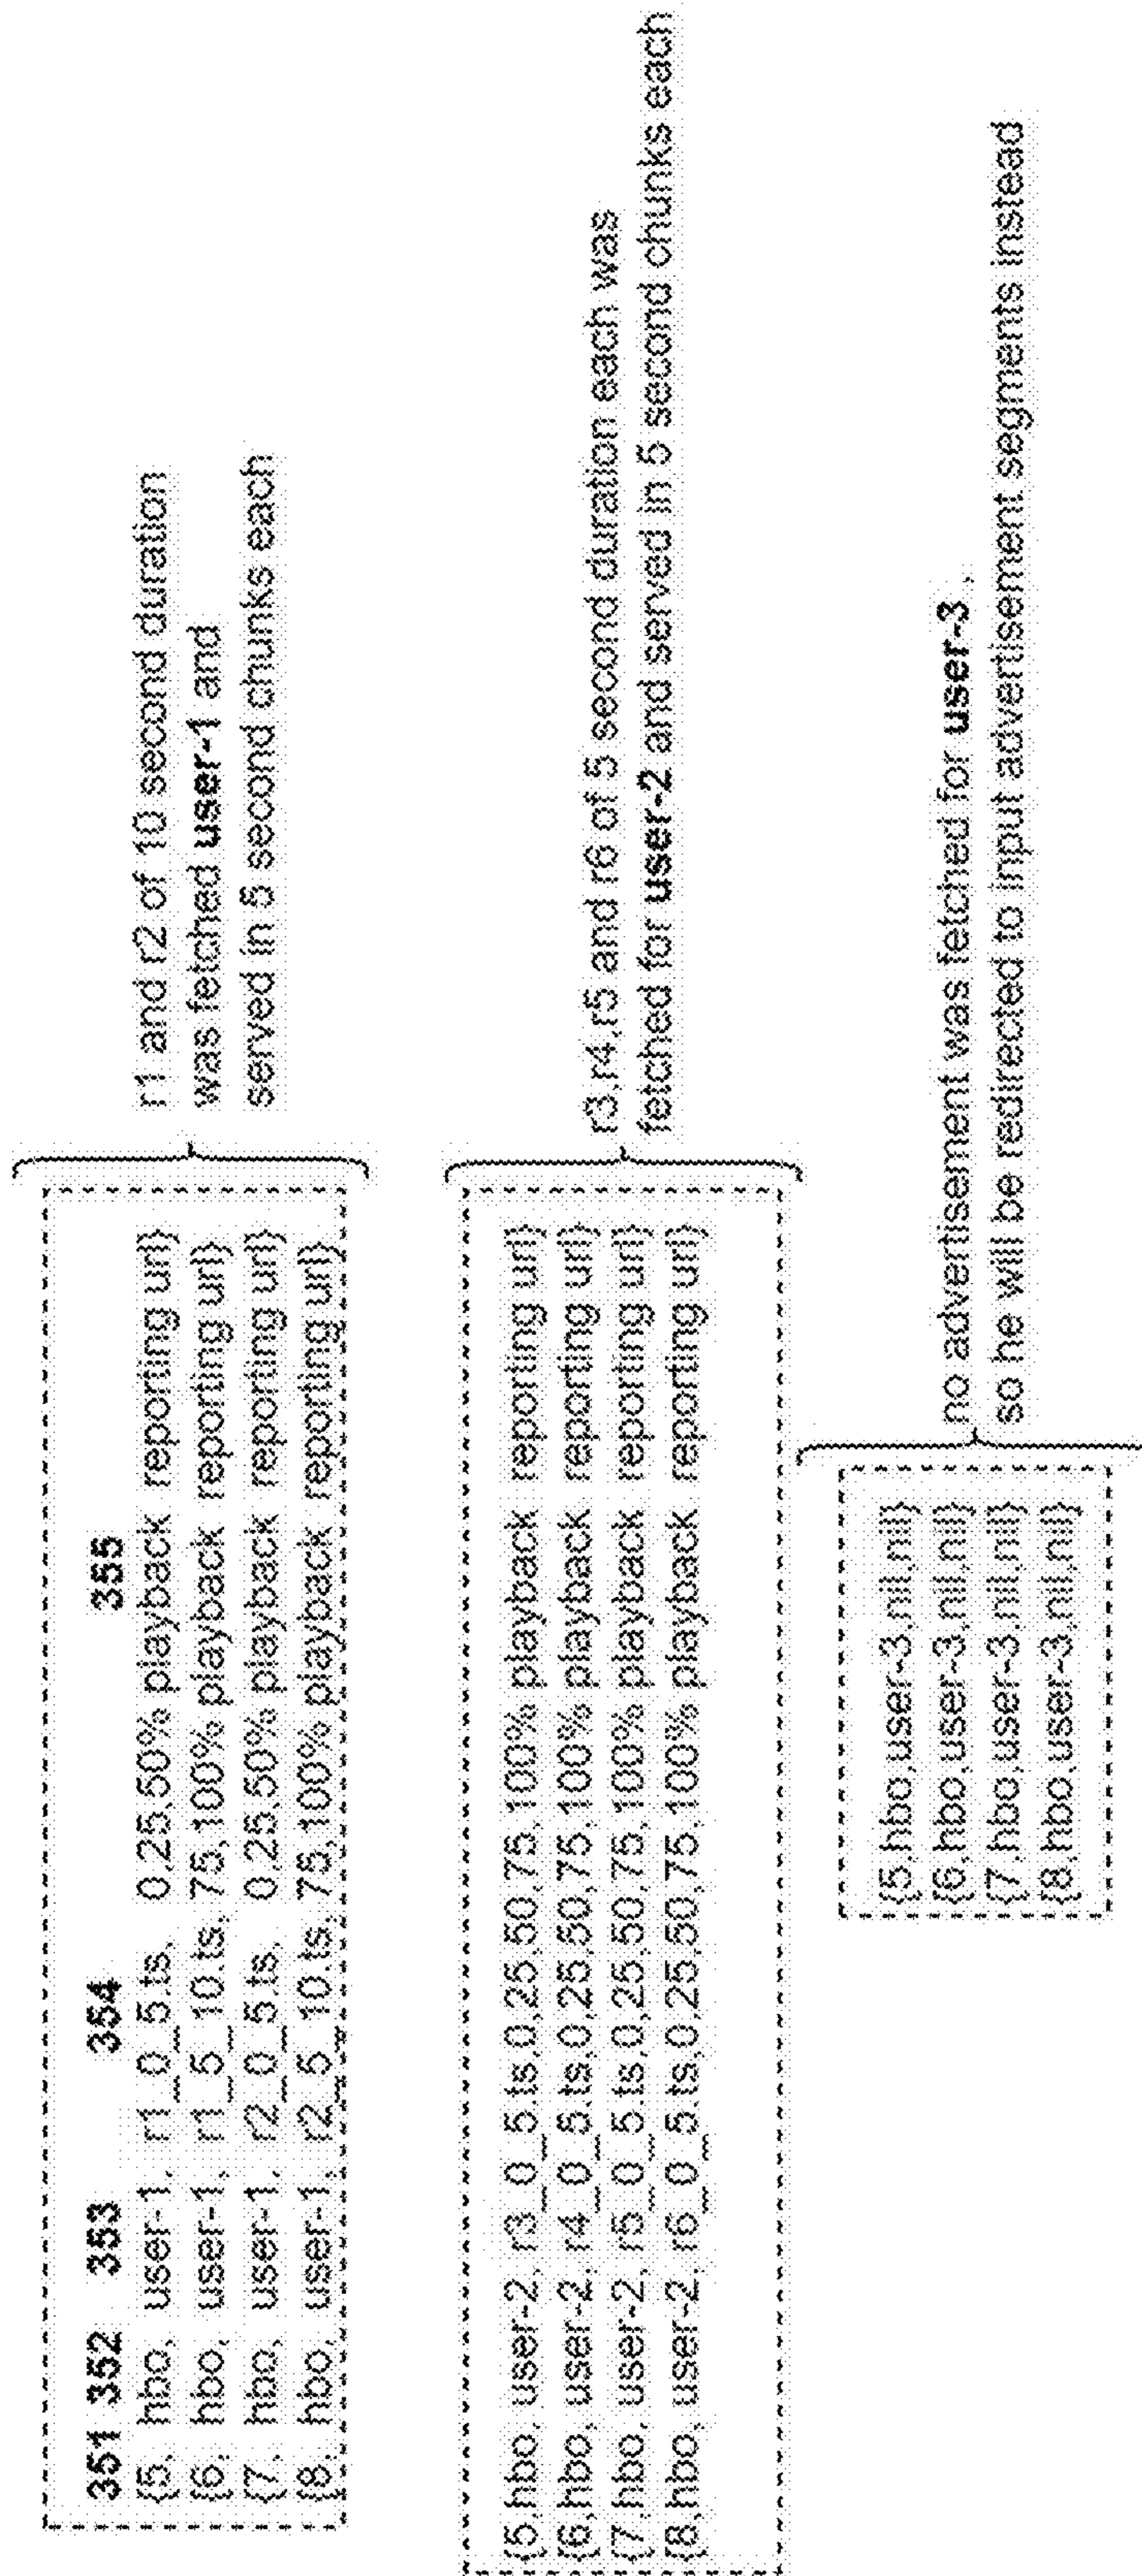 351 352 353 354 355
{5, hbo, user-1, r1_0_5.ts, 0,25,50% playback reporting url}
{6, hbo, user-1, r1_5_10.ts, 75,100% playback reporting url}
{7, hbo, user-1, r2_0_5.ts, 0,25,50% playback reporting url}
{8, hbo, user-1, r2_5_10.ts, 75,100% playback reporting url}
r1 and r2 of 10 second duration
was fetched user-1 and
served in 5 second chunks each
{5,hbo, user-2, r3_0_5.ts,0,25,50,75,100% playback reporting url}
{6,hbo, user-2, r4_0_5.ts,0,25,50,75,100% playback reporting url}
{7,hbo, user-2, r5_0_5.ts,0,25,50,75,100% playback reporting url}
{8,hbo, user-2, r6_0_5.ts,0,25,50,75,100% playback reporting url}
r3,r4,r5 and r6 of 5 second duration each was
fetched for user-2 and served in 5 second chunks each
{5,hbo,user-3,nil,nil}
{6,hbo,user-3,nil,nil}
{7,hbo,user-3,nil,nil}
{8,hbo,user-3,nil,nil}
no advertisement was fetched for user-3 ,
so he will be redirected to input advertisement segments instead